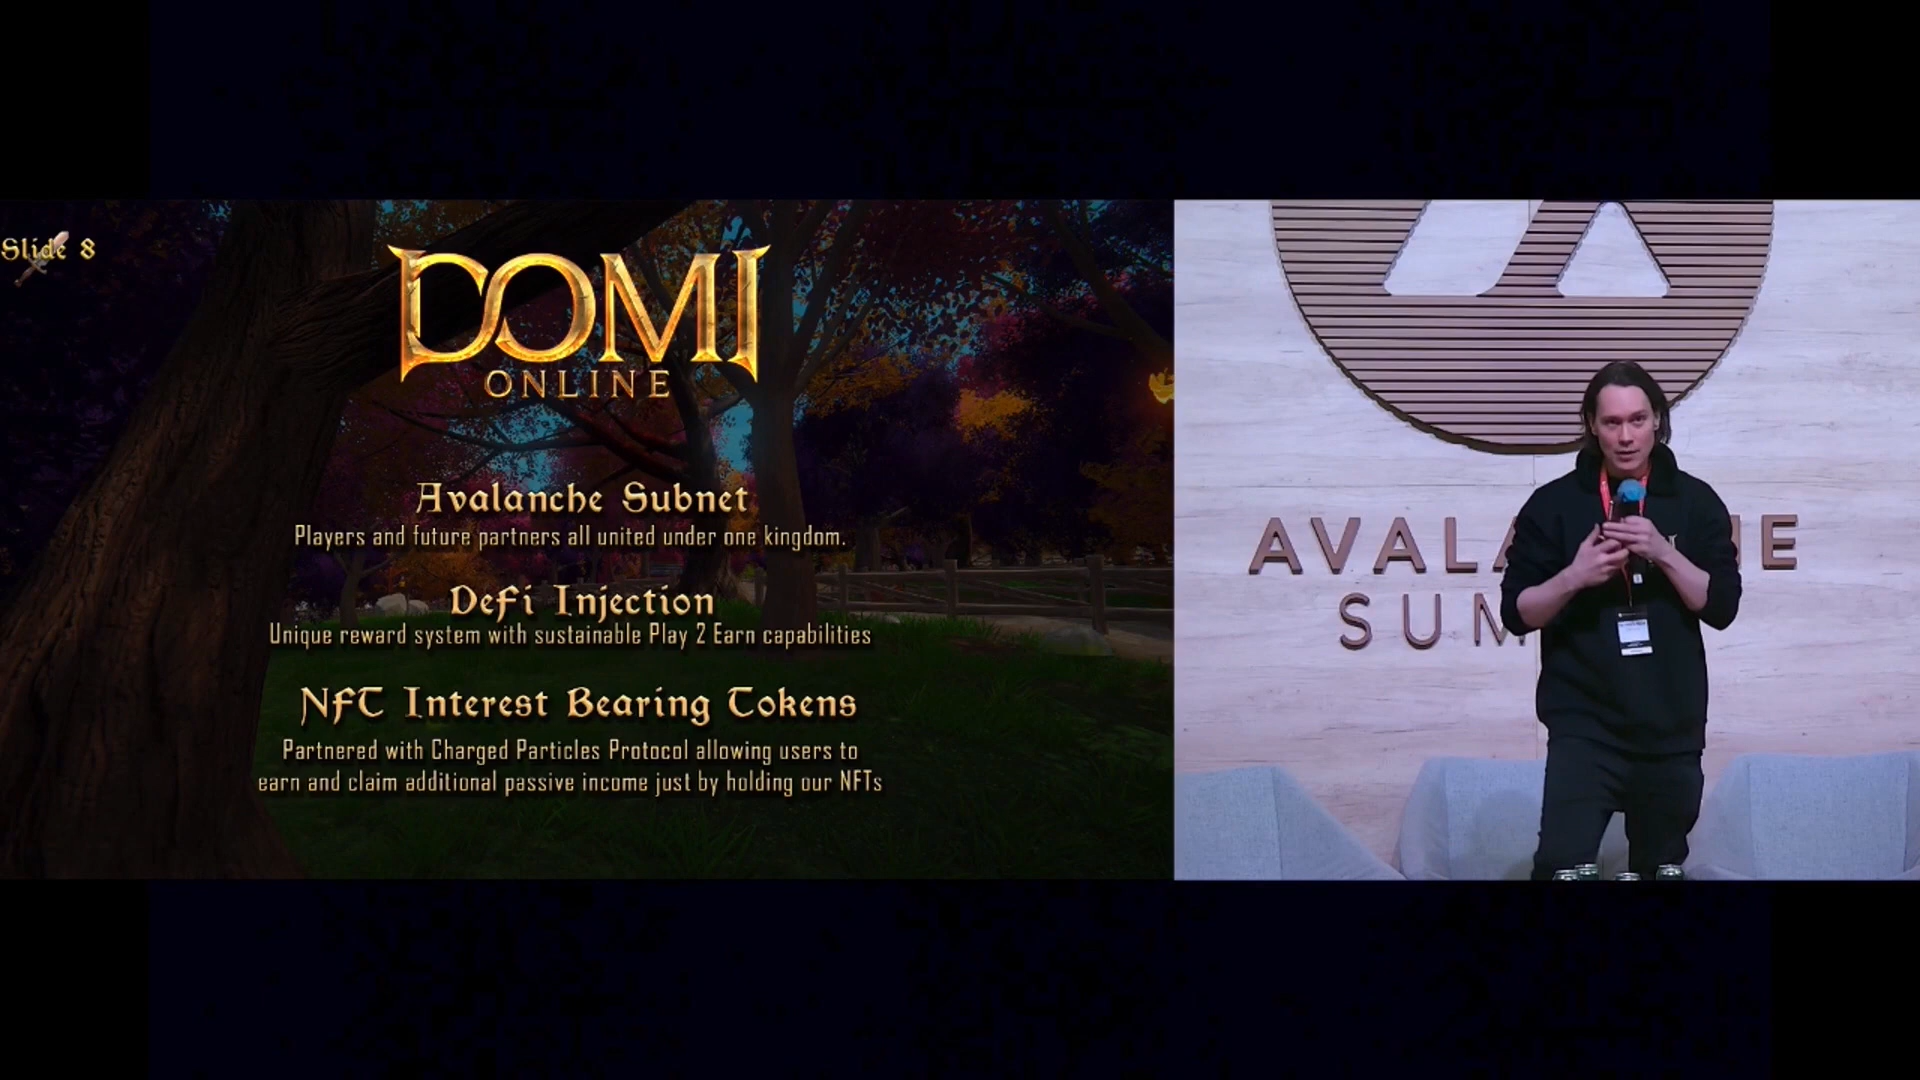 Slide 8
DOMI
ONLINE
Avalanche Subnet
Players and future partners all united under one kingdom.
DeFi Injection
Unique reward system with sustainable Play 2 Earn capabilities
NFT Interest Bearing Tokens
Partnered with Charged Particles Protocol allowing users to
earn and claim additional passive income just by holding our NFTs
AVALA HE
SUM